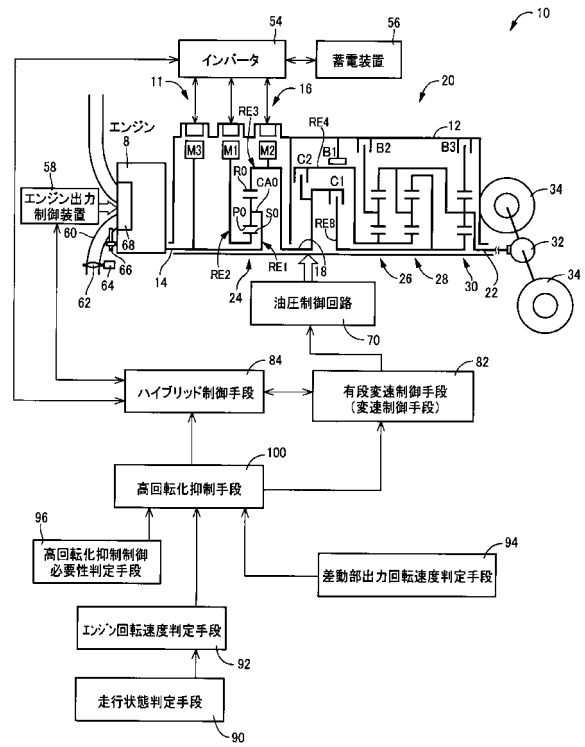 10
54
インバータ
56
蓄電装置
11
16
20
エンジン
8
RE3
RE4
12
M3
M1
M2
B1
B2
B3
C2
R0
CA0
C1
P0
S0
RE8
RE2
RE1
58
エンジン出力
制御装置
60
68
66
62
64
14
18
24
26
28
30
22
34
32
34
油圧制御回路
70
84
ハイブリッド制御手段
82
有段変速制御手段
(変速制御手段)
100
高回転化抑制手段
96
高回転化抑制制御
必要性判定手段
94
差動部出力回転速度判定手段
エンジン回転速度判定手段
92
走行状態判定手段
90